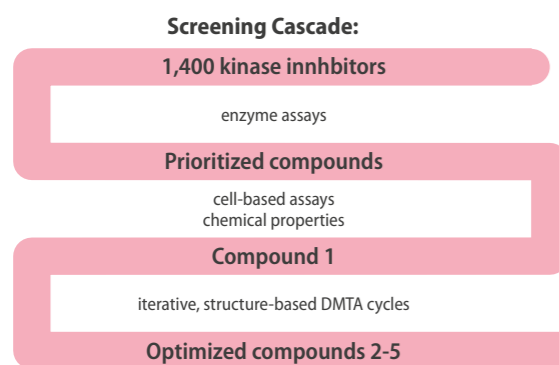 Screening Cascade:
1,400 kinase innhbitors
enzyme assays
Prioritized compounds
cell-based assays
chemical properties
Compound 1
iterative, structure-based DMTA cycles
Optimized compounds 2-5